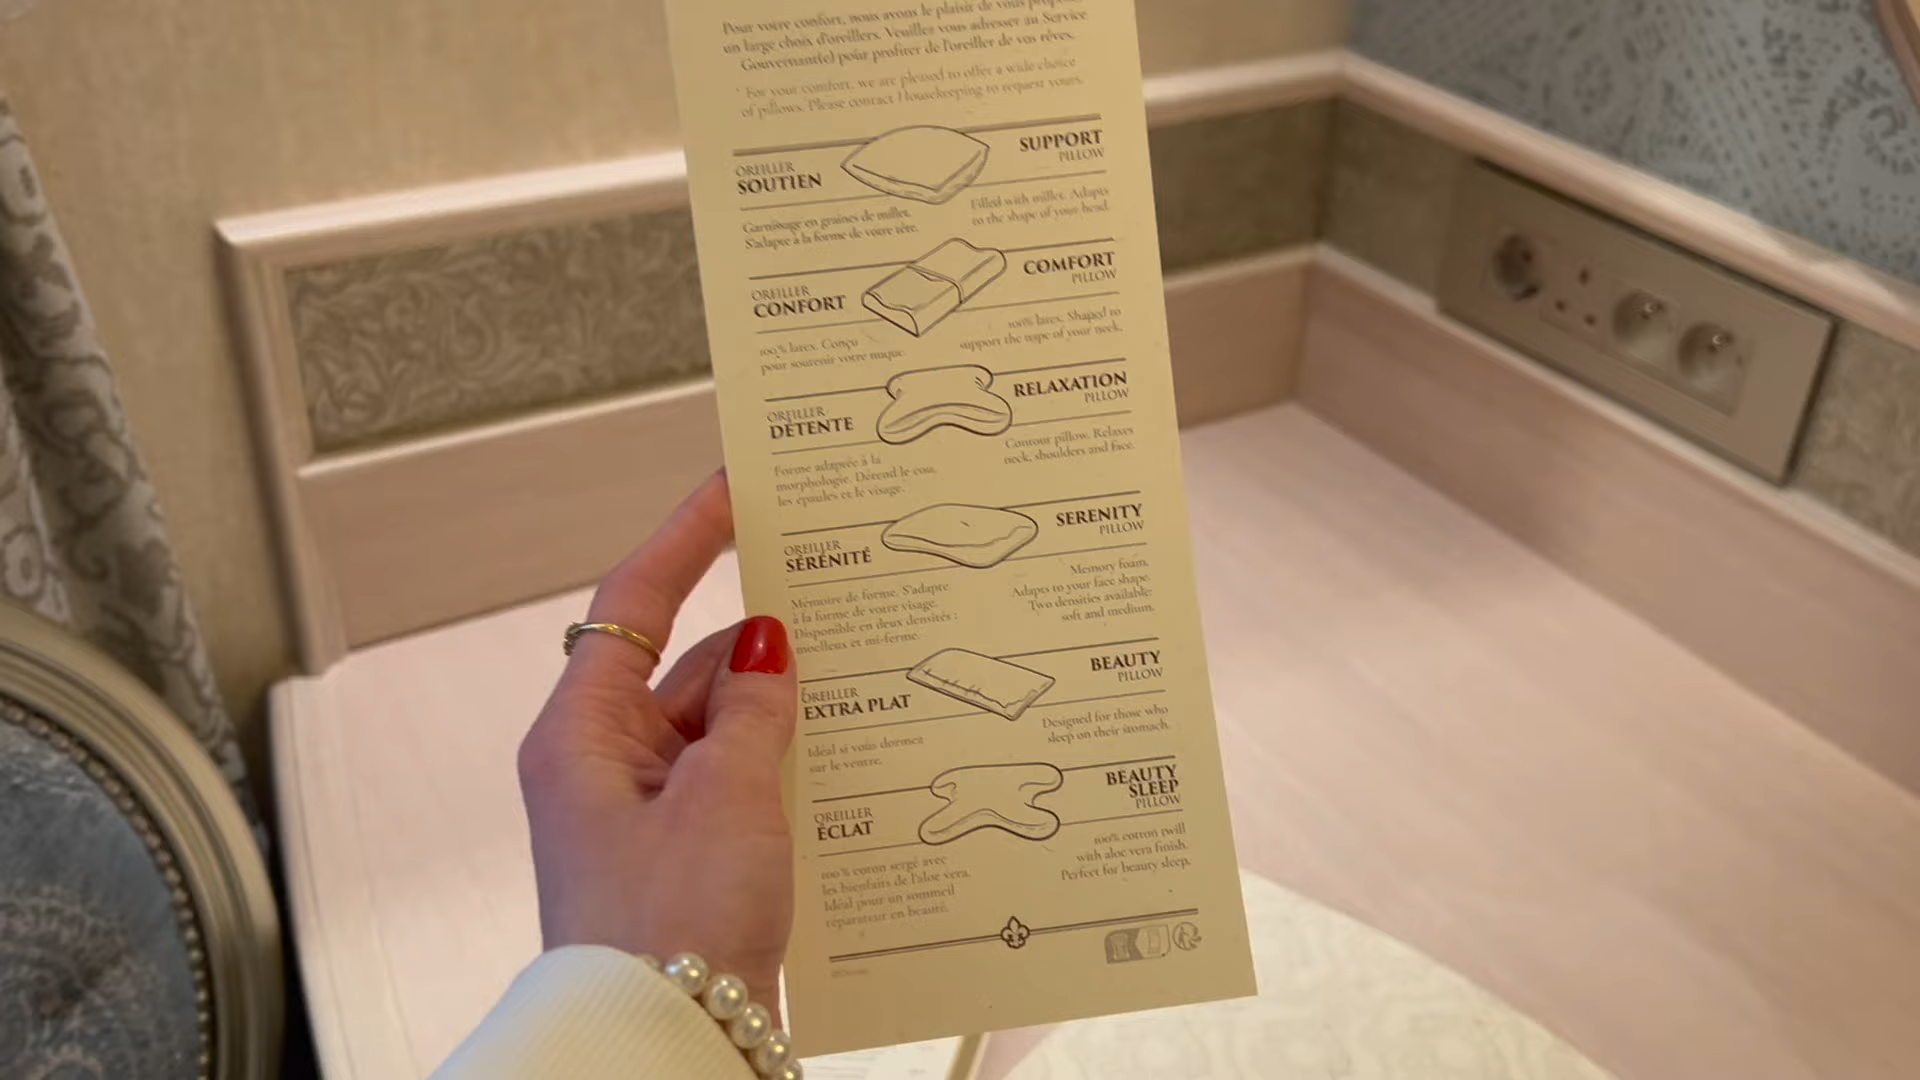 Pour votre confort, nous avons le plaisir de vous
un large choix d'oreillers. Veuillez vous adresser au Service
Gouvernant(e) pour profiter de l'oreiller de vos rêves.
For your comfort, we are pleased to offer a wide choice
of pillows. Please contact Housekeeping to request yours.
OREILLER
SOUTIEN
SUPPORT
PILLOW
Garnissage en graines de millet.
S'adapte à la forme de votre tête.
Filled with millet. Adapts
to the shape of your head.
OREILLER
CONFORT
COMFORT
PILLOW
100% latex. Conçu
pour soutenir votre nuque.
100% latex. Shaped to
support the nape of your neck.
OREILLER
DÉTENTE
RELAXATION
PILLOW
Forme adaptée à la
morphologie. Détend le cou,
les épaules et le visage.
Contour pillow. Relaxes
neck, shoulders and face.
OREILLER
SÉRÉNITÉ
SERENITY
PILLOW
Mémoire de forme. S'adapte
à la forme de votre visage.
Disponible en deux densités :
moelleux et mi-ferme.
Memory foam.
Adapts to your face shape.
Two densities available:
soft and medium.
OREILLER
EXTRA PLAT
BEAUTY
PILLOW
Idéal si vous dormez
sur le ventre.
Designed for those who
sleep on their stomach.
OREILLER
ÉCLAT
BEAUTY
SLEEP
PILLOW
100% coton sergé avec
les bienfaits de l'aloe vera.
Idéal pour un sommeil
réparateur en beauté.
100% cotton twill
with aloe vera finish.
Perfect for beauty sleep.